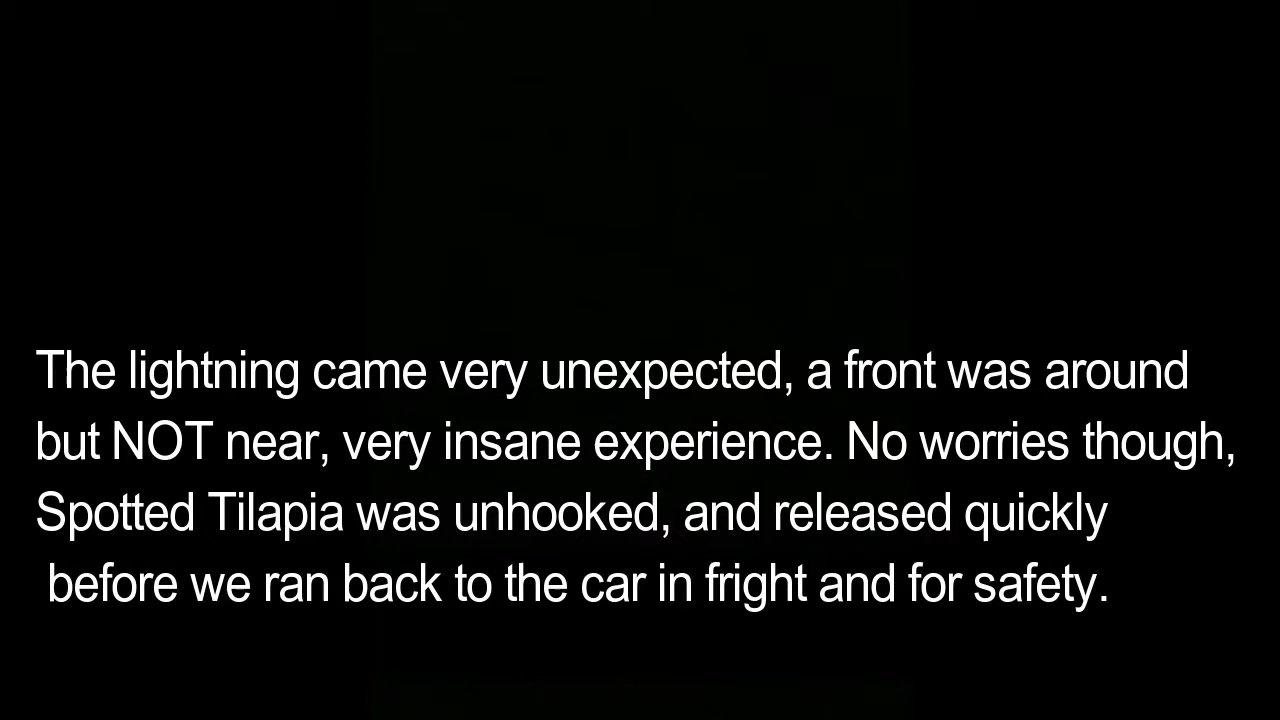 The lightning came very unexpected, a front was around
but NOT near, very insane experience. No worries though,
Spotted Tilapia was unhooked, and released quickly
before we ran back to the car in fright and for safety.